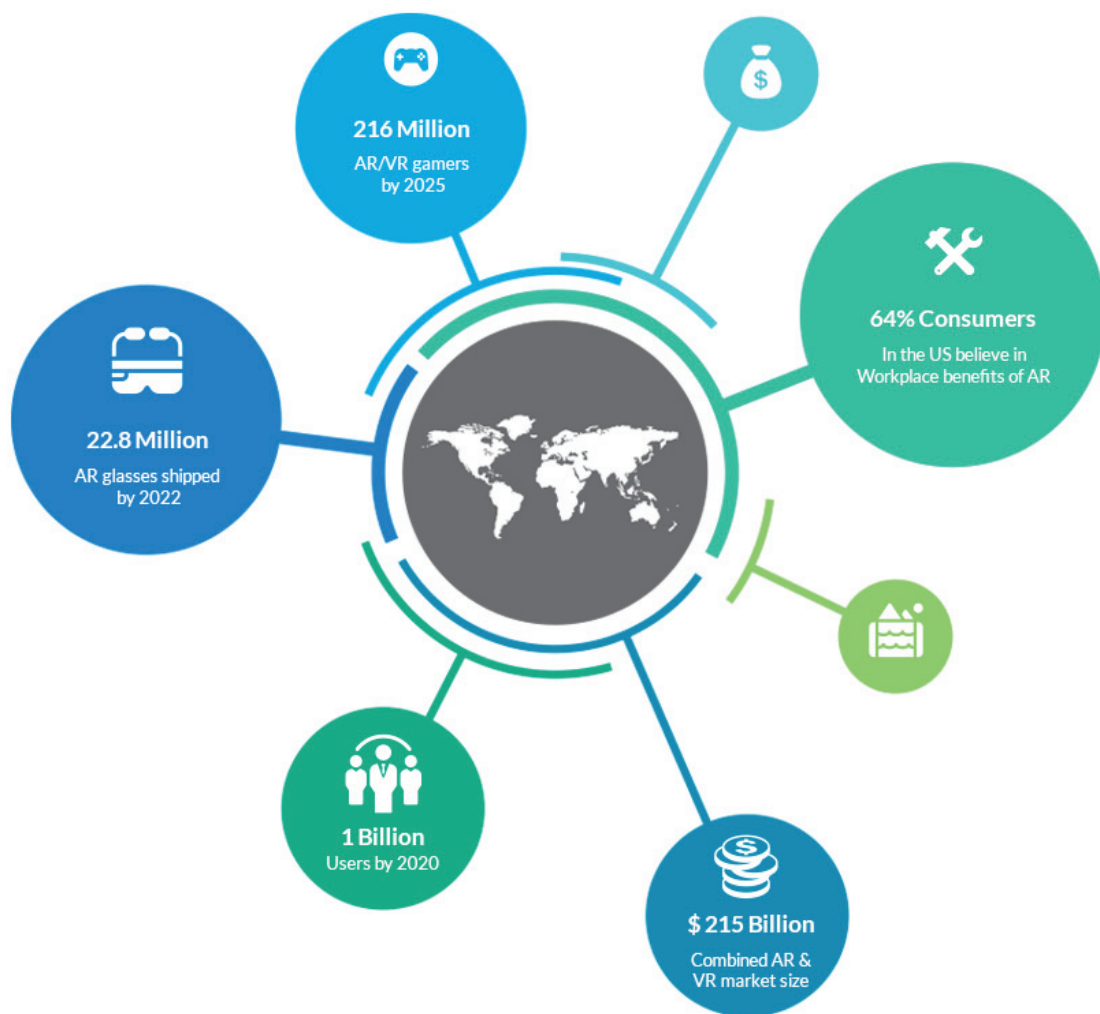 216 Million
AR/VR gamers
by 2025
$
64% Consumers
In the US believe in
Workplace benefits of AR
22.8 Million
AR glasses shipped
by 2022
1 Billion
Users by 2020
$
$ 215 Billion
Combined AR &
VR market size